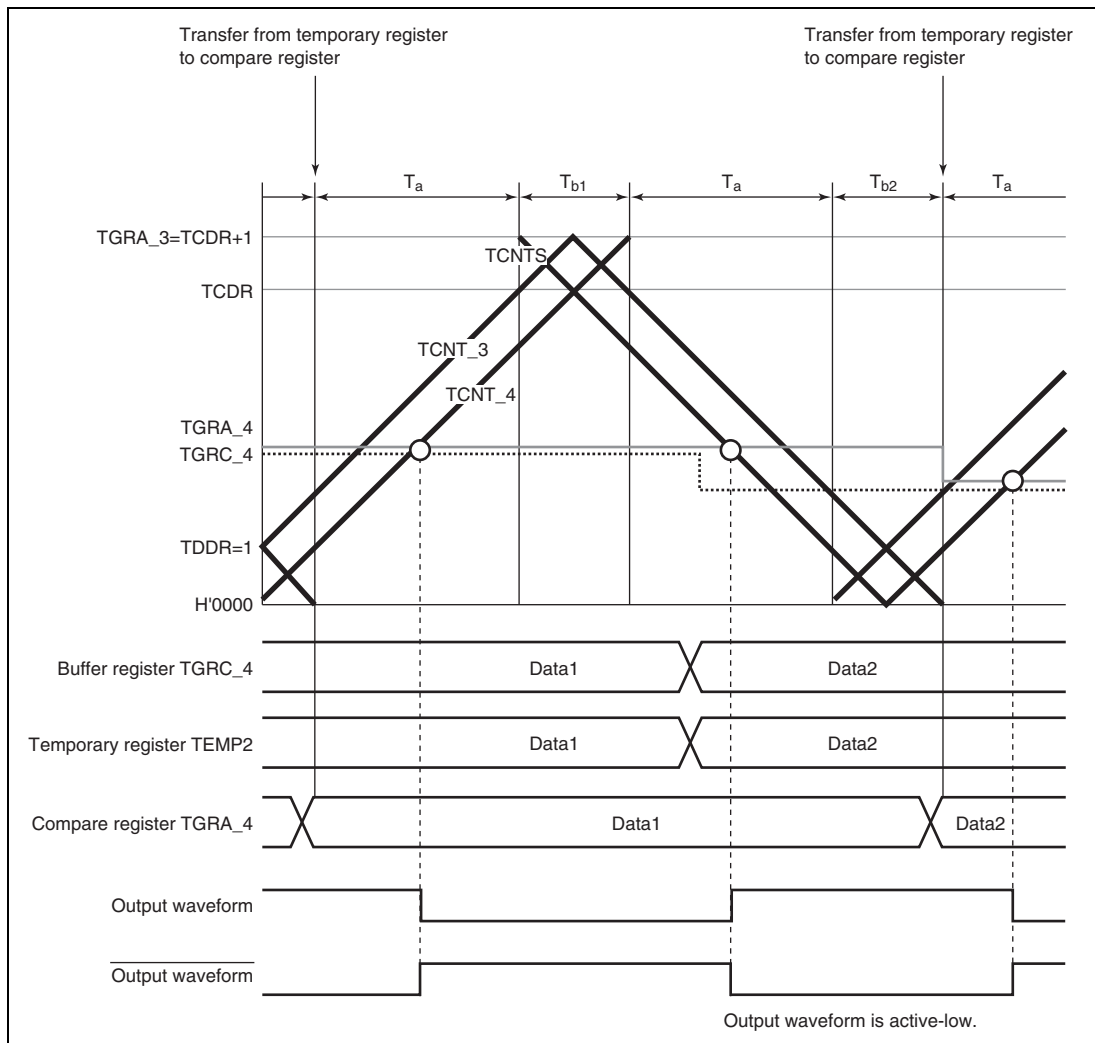 Transfer from temporary register
to compare register
Transfer from temporary register
to compare register
Ta
Tb1
Ta
Tb2
Ta
TGRA_3=TCDR+1
TCNTS
TCDR
TCNT_3
TCNT_4
TGRA_4
TGRC_4
TDDR=1
H'0000
Buffer register TGRC_4
Data1
Data2
Temporary register TEMP2
Data1
Data2
Compare register TGRA_4
Data1
Data2
Output waveform
Output waveform
Output waveform is active-low.